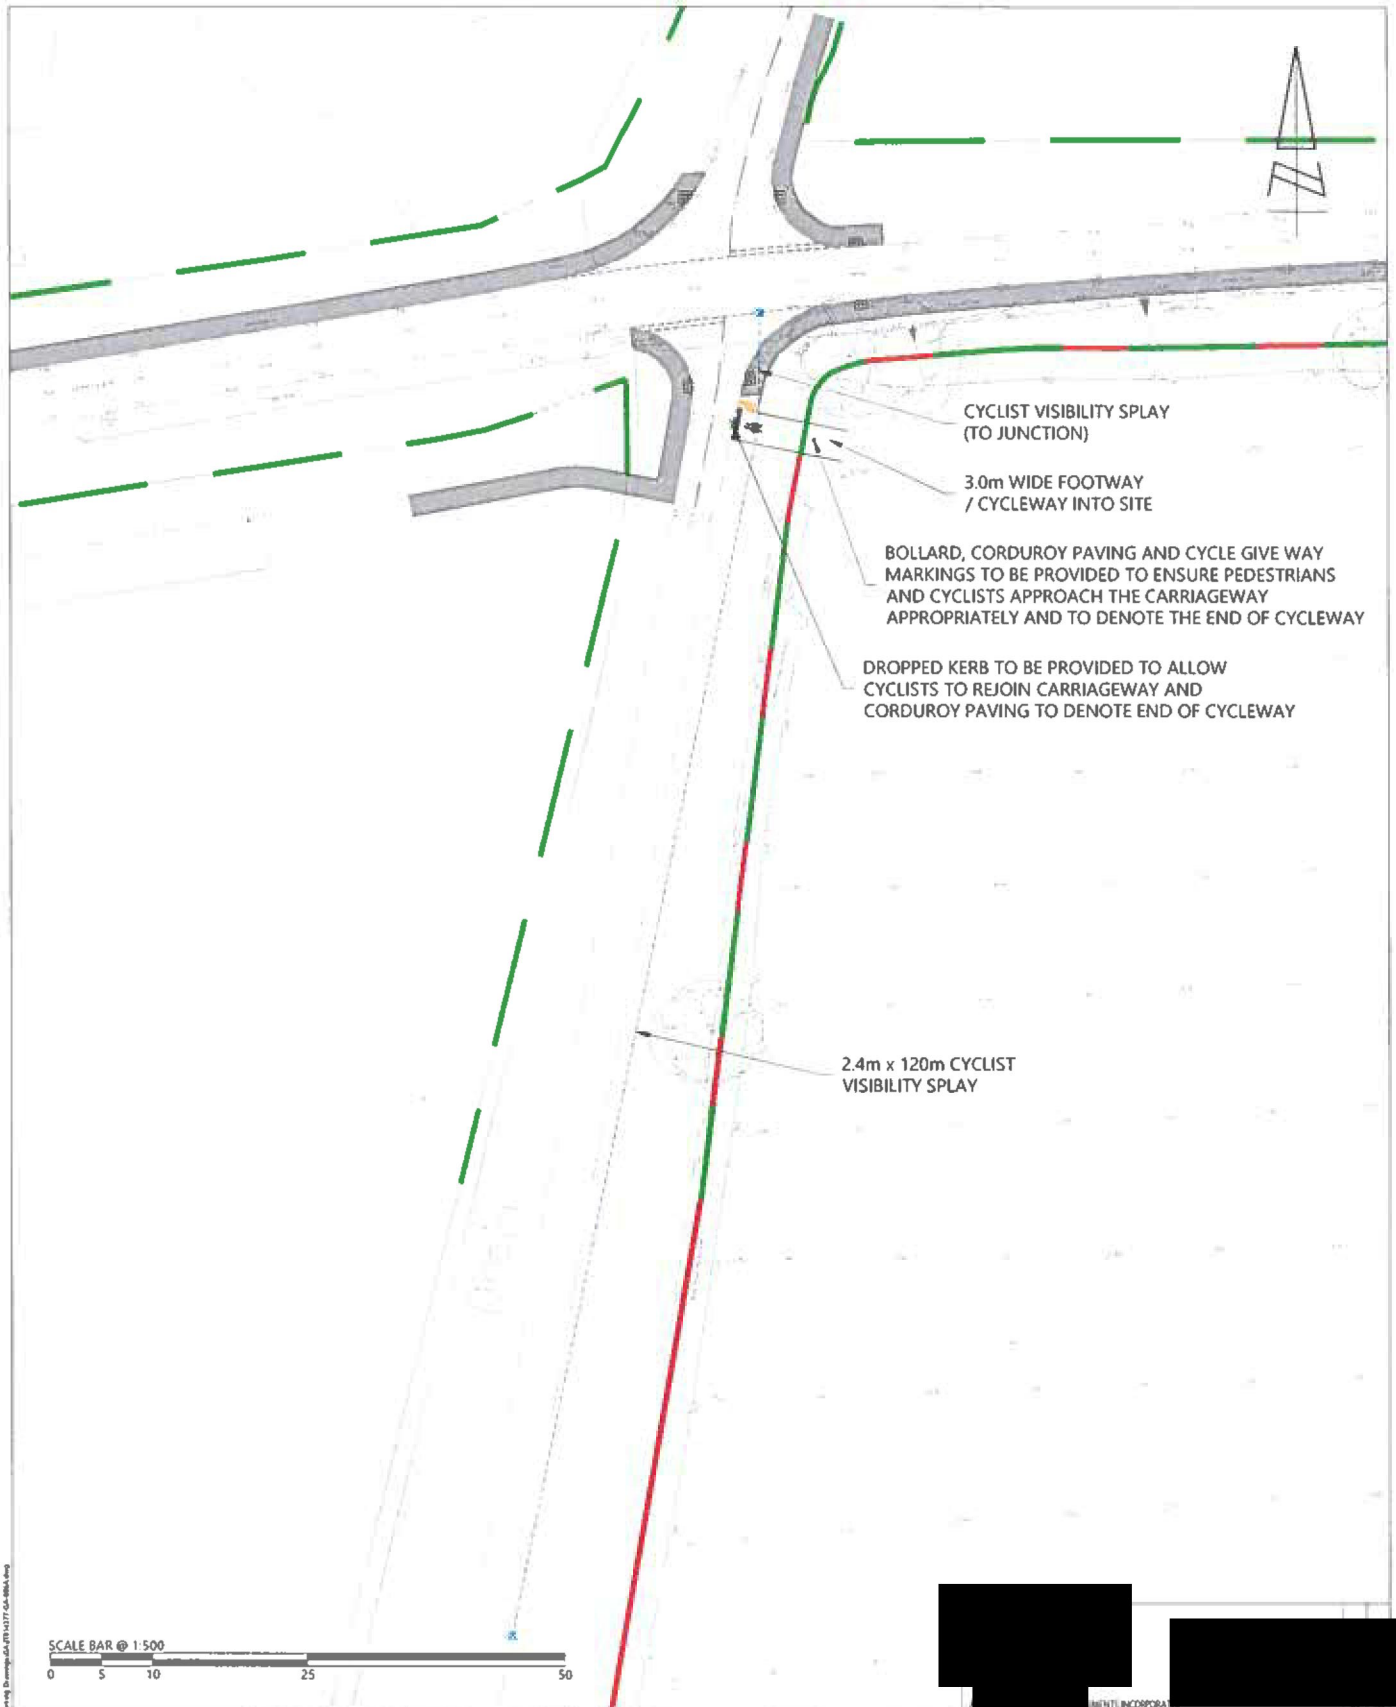 N
CYCLIST VISIBILITY SPLAY
(TO JUNCTION)
3.0m WIDE FOOTWAY
/ CYCLEWAY INTO SITE
BOLLARD, CORDUROY PAVING AND CYCLE GIVE WAY
MARKINGS TO BE PROVIDED TO ENSURE PEDESTRIANS
AND CYCLISTS APPROACH THE CARRIAGEWAY
APPROPRIATELY AND TO DENOTE THE END OF CYCLEWAY
DROPPED KERB TO BE PROVIDED TO ALLOW
CYCLISTS TO REJOIN CARRIAGEWAY AND
CORDUROY PAVING TO DENOTE END OF CYCLEWAY
2.4m x 120m CYCLIST
VISIBILITY SPLAY
SCALE BAR @ 1:500
0 5 10 25 50